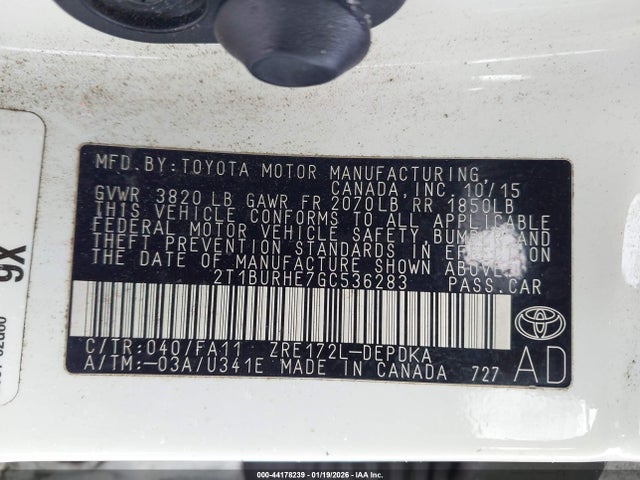 MFD.BY:TOYOTA MOTOR MANUFACTURING,
CANADA, INC. 10/15
GVWR 3820 LB GAWR FR 2070LB RR 1850LB
THIS VEHICLE CONFORMS TO ALL APPLICABLE
FEDERAL MOTOR VEHICLE SAFETY, AND
THEFT PREVENTION STANDARDS IN EFFECT ON
THE DATE OF MANUFACTURE SHOWN ABOVE.
2T1BURHE7GC536283 PASS.CAR
C/TR:040/FA11 ZRE172L-DEPDKA
A/TM:-03A/U341E MADE IN CANADA 727
AD
TOYOTA
9X
000-44178239 - 01/19/2026 - IAA Inc.